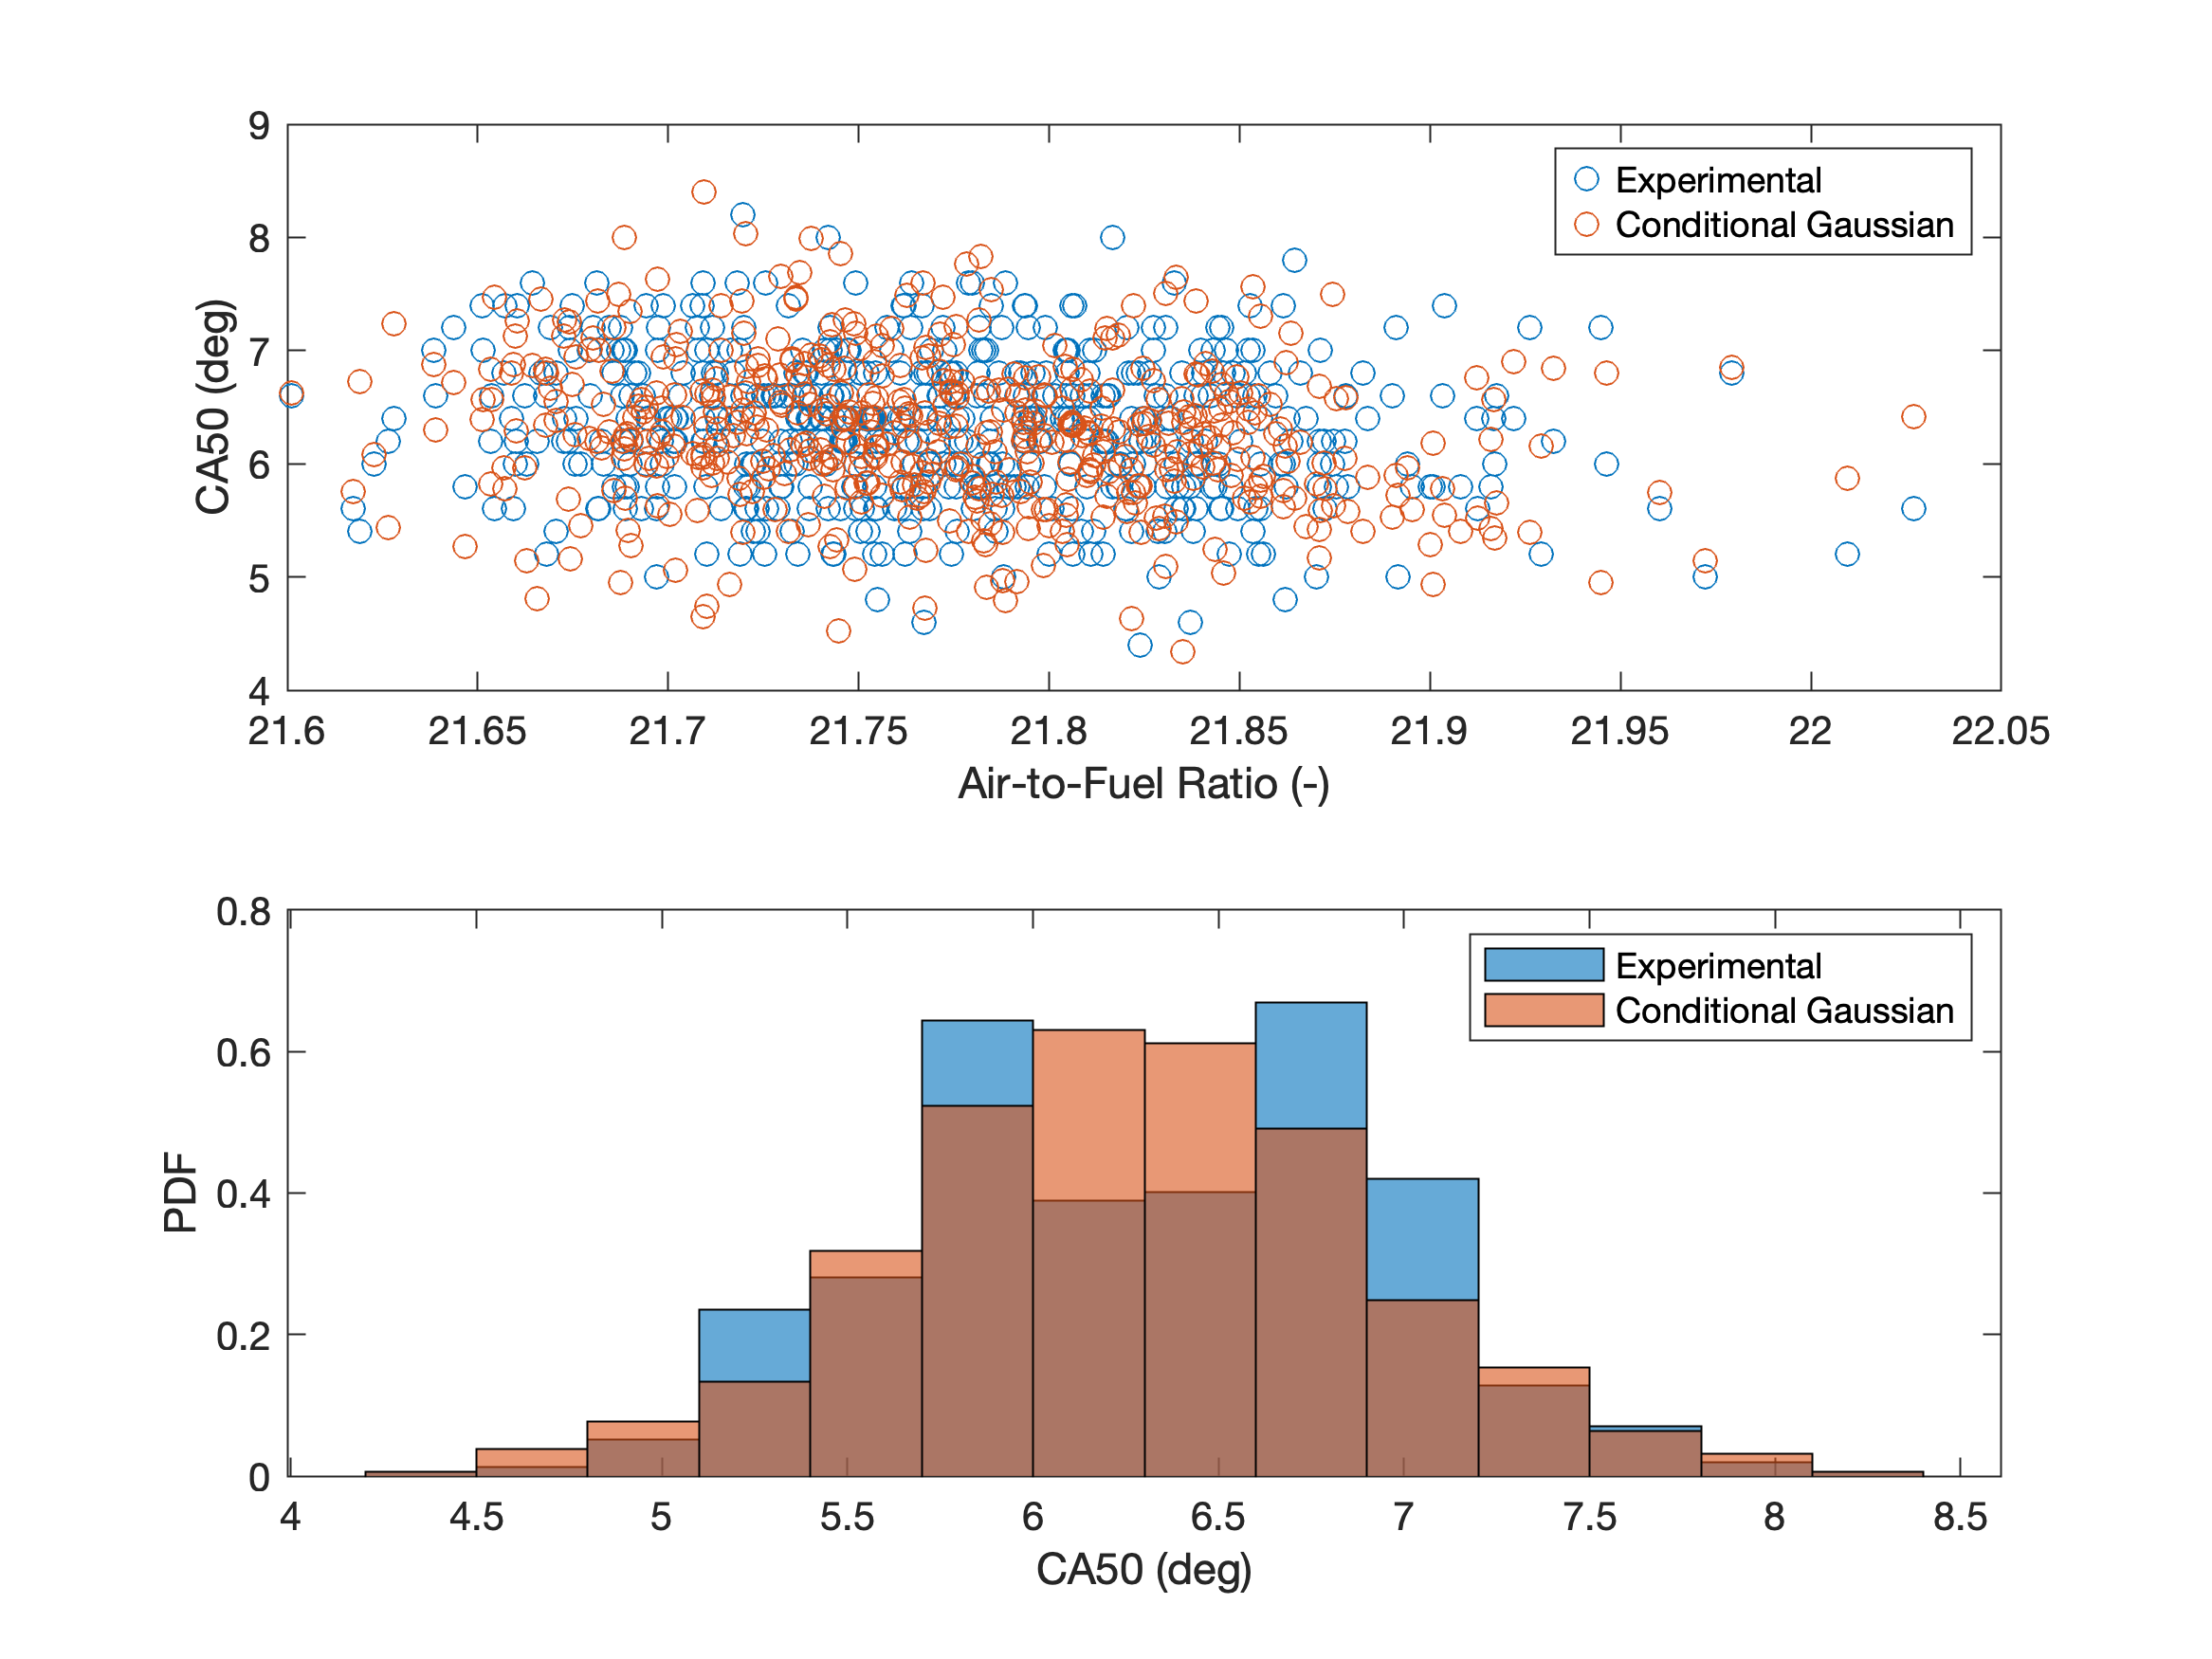 9
8
7
6
5
4
CA50 (deg)
21.6 21.65 21.7 21.75 21.8 21.85 21.9 21.95 22 22.05
Air-to-Fuel Ratio (-)
Experimental
Conditional Gaussian
0.8
0.6
0.4
0.2
0
PDF
4 4.5 5 5.5 6 6.5 7 7.5 8 8.5
CA50 (deg)
Experimental
Conditional Gaussian